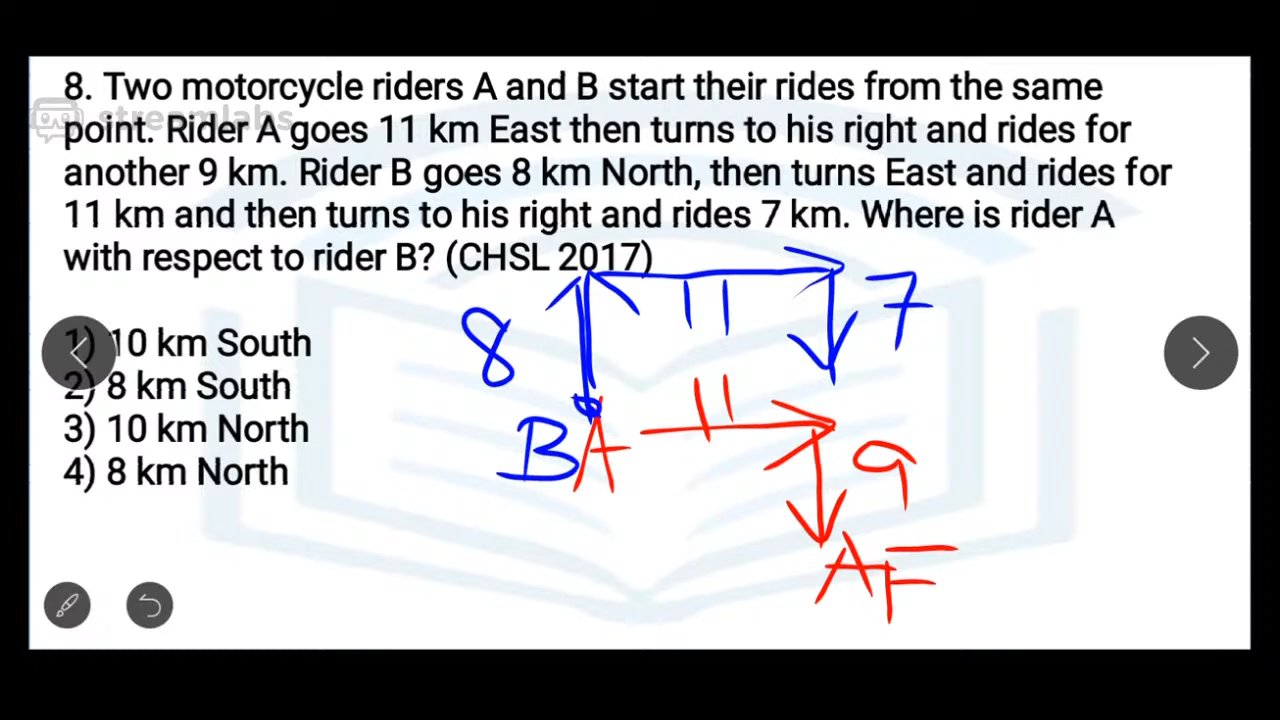 8. Two motorcycle riders A and B start their rides from the same
streamlabs
point. Rider A goes 11 km East then turns to his right and rides for
another 9 km. Rider B goes 8 km North, then turns East and rides for
11 km and then turns to his right and rides 7 km. Where is rider A
with respect to rider B? (CHSL 2017)
1) 10 km South
2) 8 km South
3) 10 km North
4) 8 km North
8
11
7
11
B A
9
AF